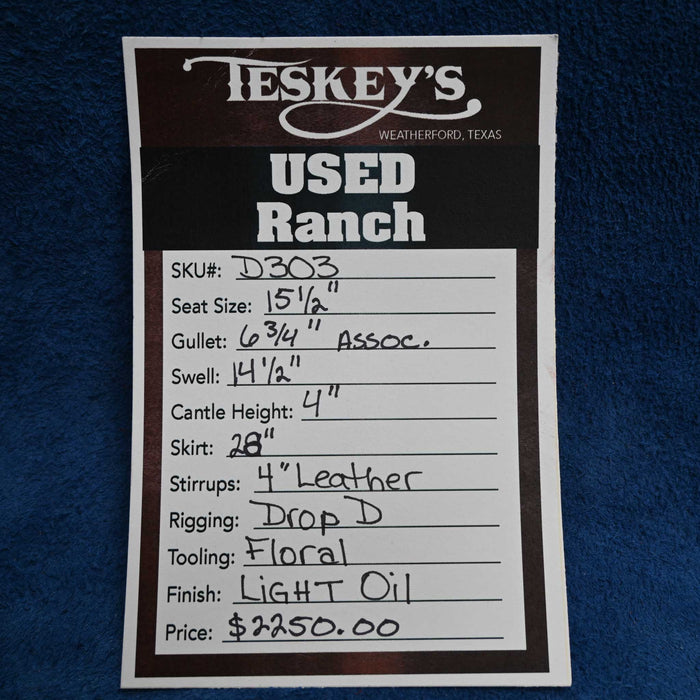 TESKEY'S
WEATHERFORD, TEXAS
USED
Ranch
SKU#: D303
Seat Size: 15 1/2"
Gullet: 6 3/4" Assoc.
Swell: 14 1/2"
Cantle Height: 4"
Skirt: 28"
Stirrups: 4" Leather
Rigging: Drop D
Tooling: Floral
Finish: LIGHT Oil
Price: $2250.00